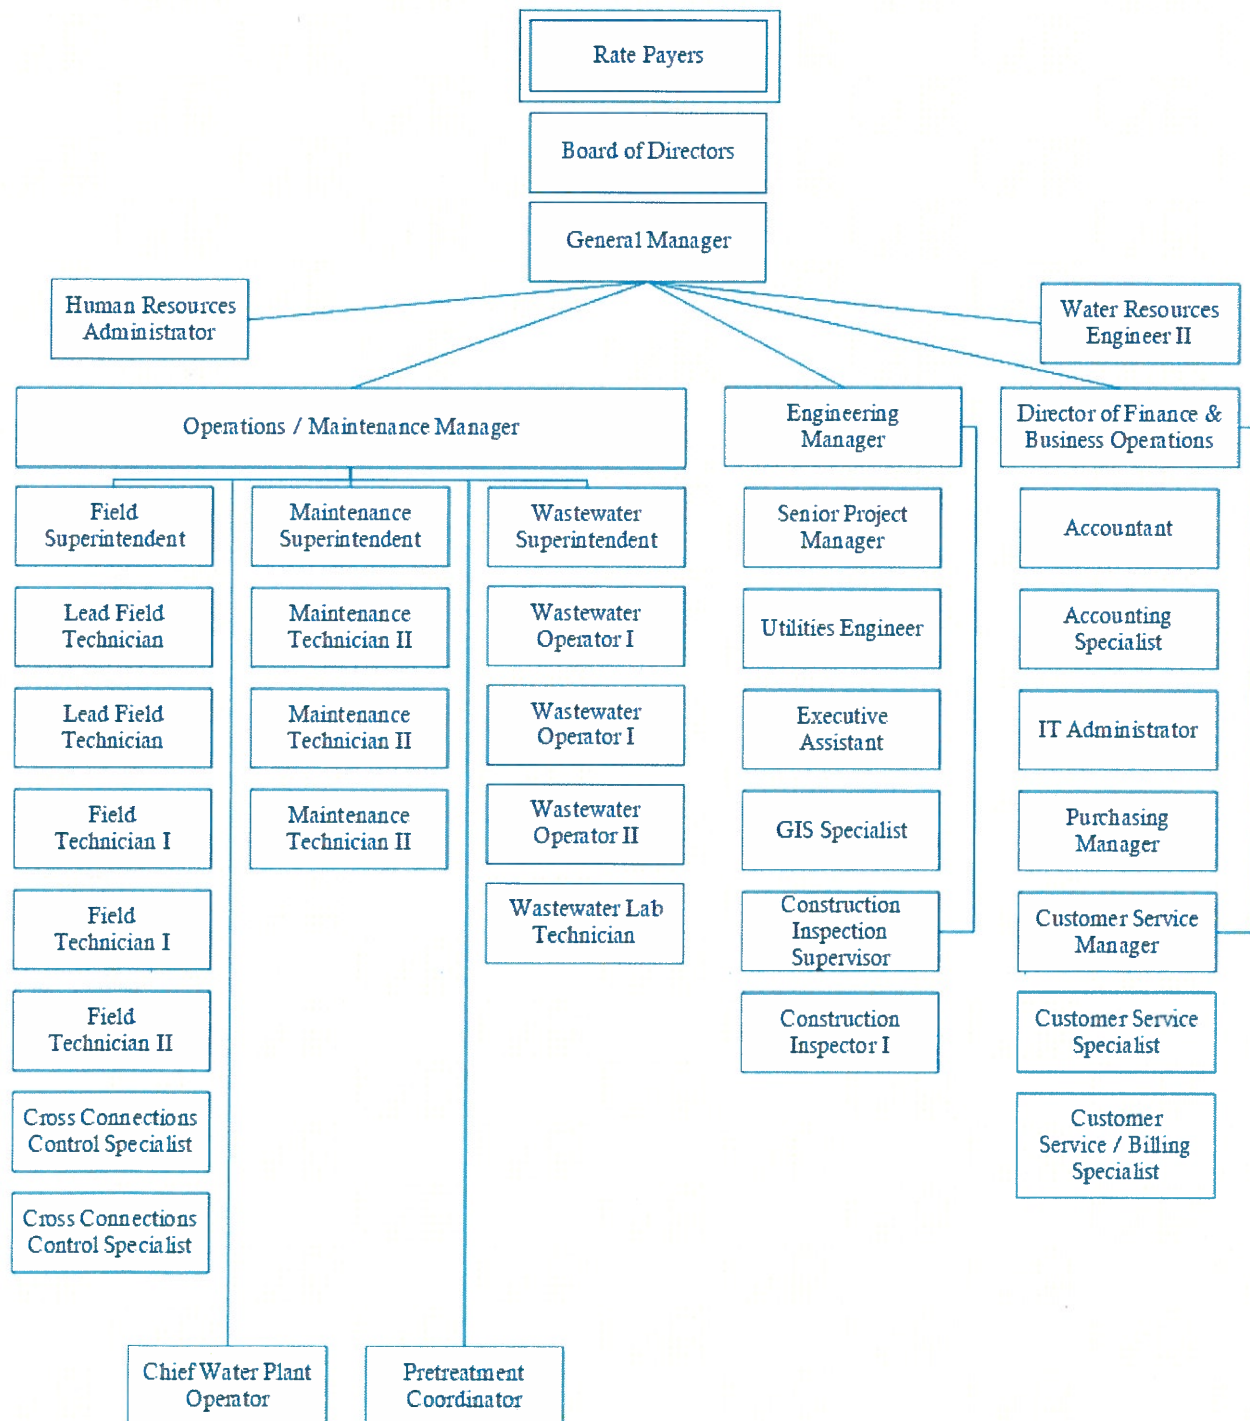 Rate Payers
Board of Directors
General Manager
Human Resources
Administrator
Water Resources
Engineer II
Operations / Maintenance Manager
Engineering
Manager
Director of Finance &
Business Operations
Field
Superintendent
Maintenance
Superintendent
Wastewater
Superintendent
Senior Project
Manager
Accountant
Lead Field
Technician
Maintenance
Technician II
Wastewater
Operator I
Utilities Engineer
Accounting
Specialist
Lead Field
Technician
Maintenance
Technician II
Wastewater
Operator I
Executive
Assistant
IT Administrator
Field
Technician I
Maintenance
Technician II
Wastewater
Operator II
GIS Specialist
Purchasing
Manager
Field
Technician I
Wastewater Lab
Technician
Construction
Inspection
Supervisor
Customer Service
Manager
Field
Technician II
Construction
Inspector I
Customer Service
Specialist
Cross Connections
Control Specialist
Customer
Service / Billing
Specialist
Cross Connections
Control Specialist
Chief Water Plant
Operator
Pretreatment
Coordinator